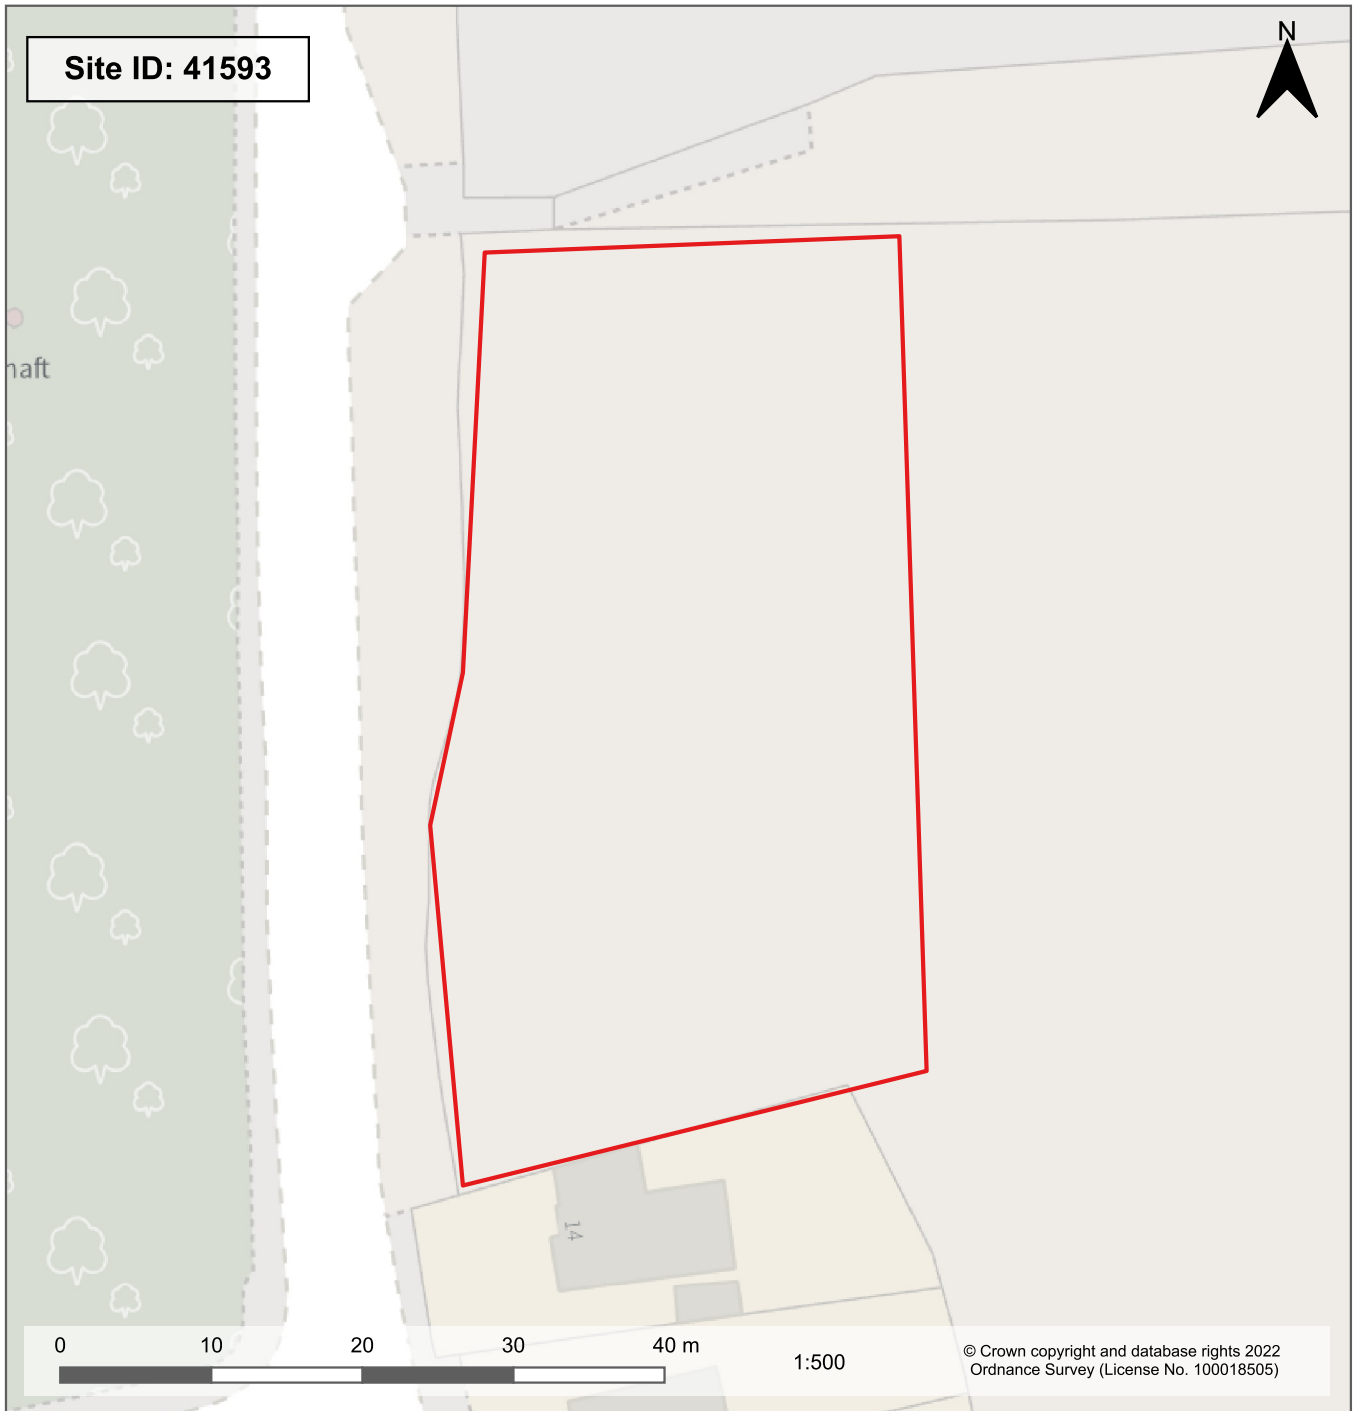 Site ID: 41593
N
haft
14
0 10 20 30 40 m
1:500
© Crown copyright and database rights 2022
Ordnance Survey (License No. 100018505)